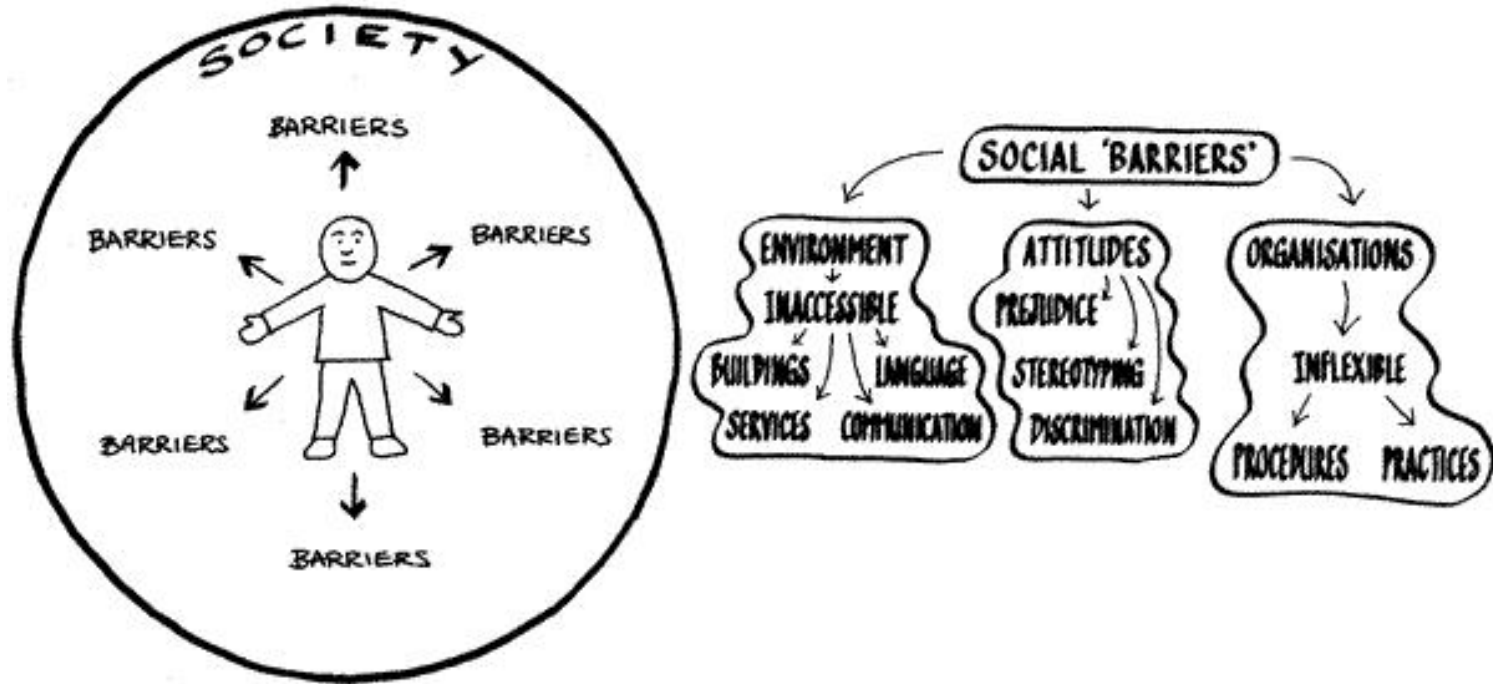 SOCIETY
BARRIERS
BARRIERS
BARRIERS
BARRIERS
BARRIERS
BARRIERS
SOCIAL 'BARRIERS'
ENVIRONMENT
INACCESSIBLE
BUILDINGS LANGUAGE
SERVICES COMMUNICATION
ATTITUDES
PREJUDICE
STEREOTYPING
DISCRIMINATION
ORGANISATIONS
INFLEXIBLE
PROCEDURES PRACTICES